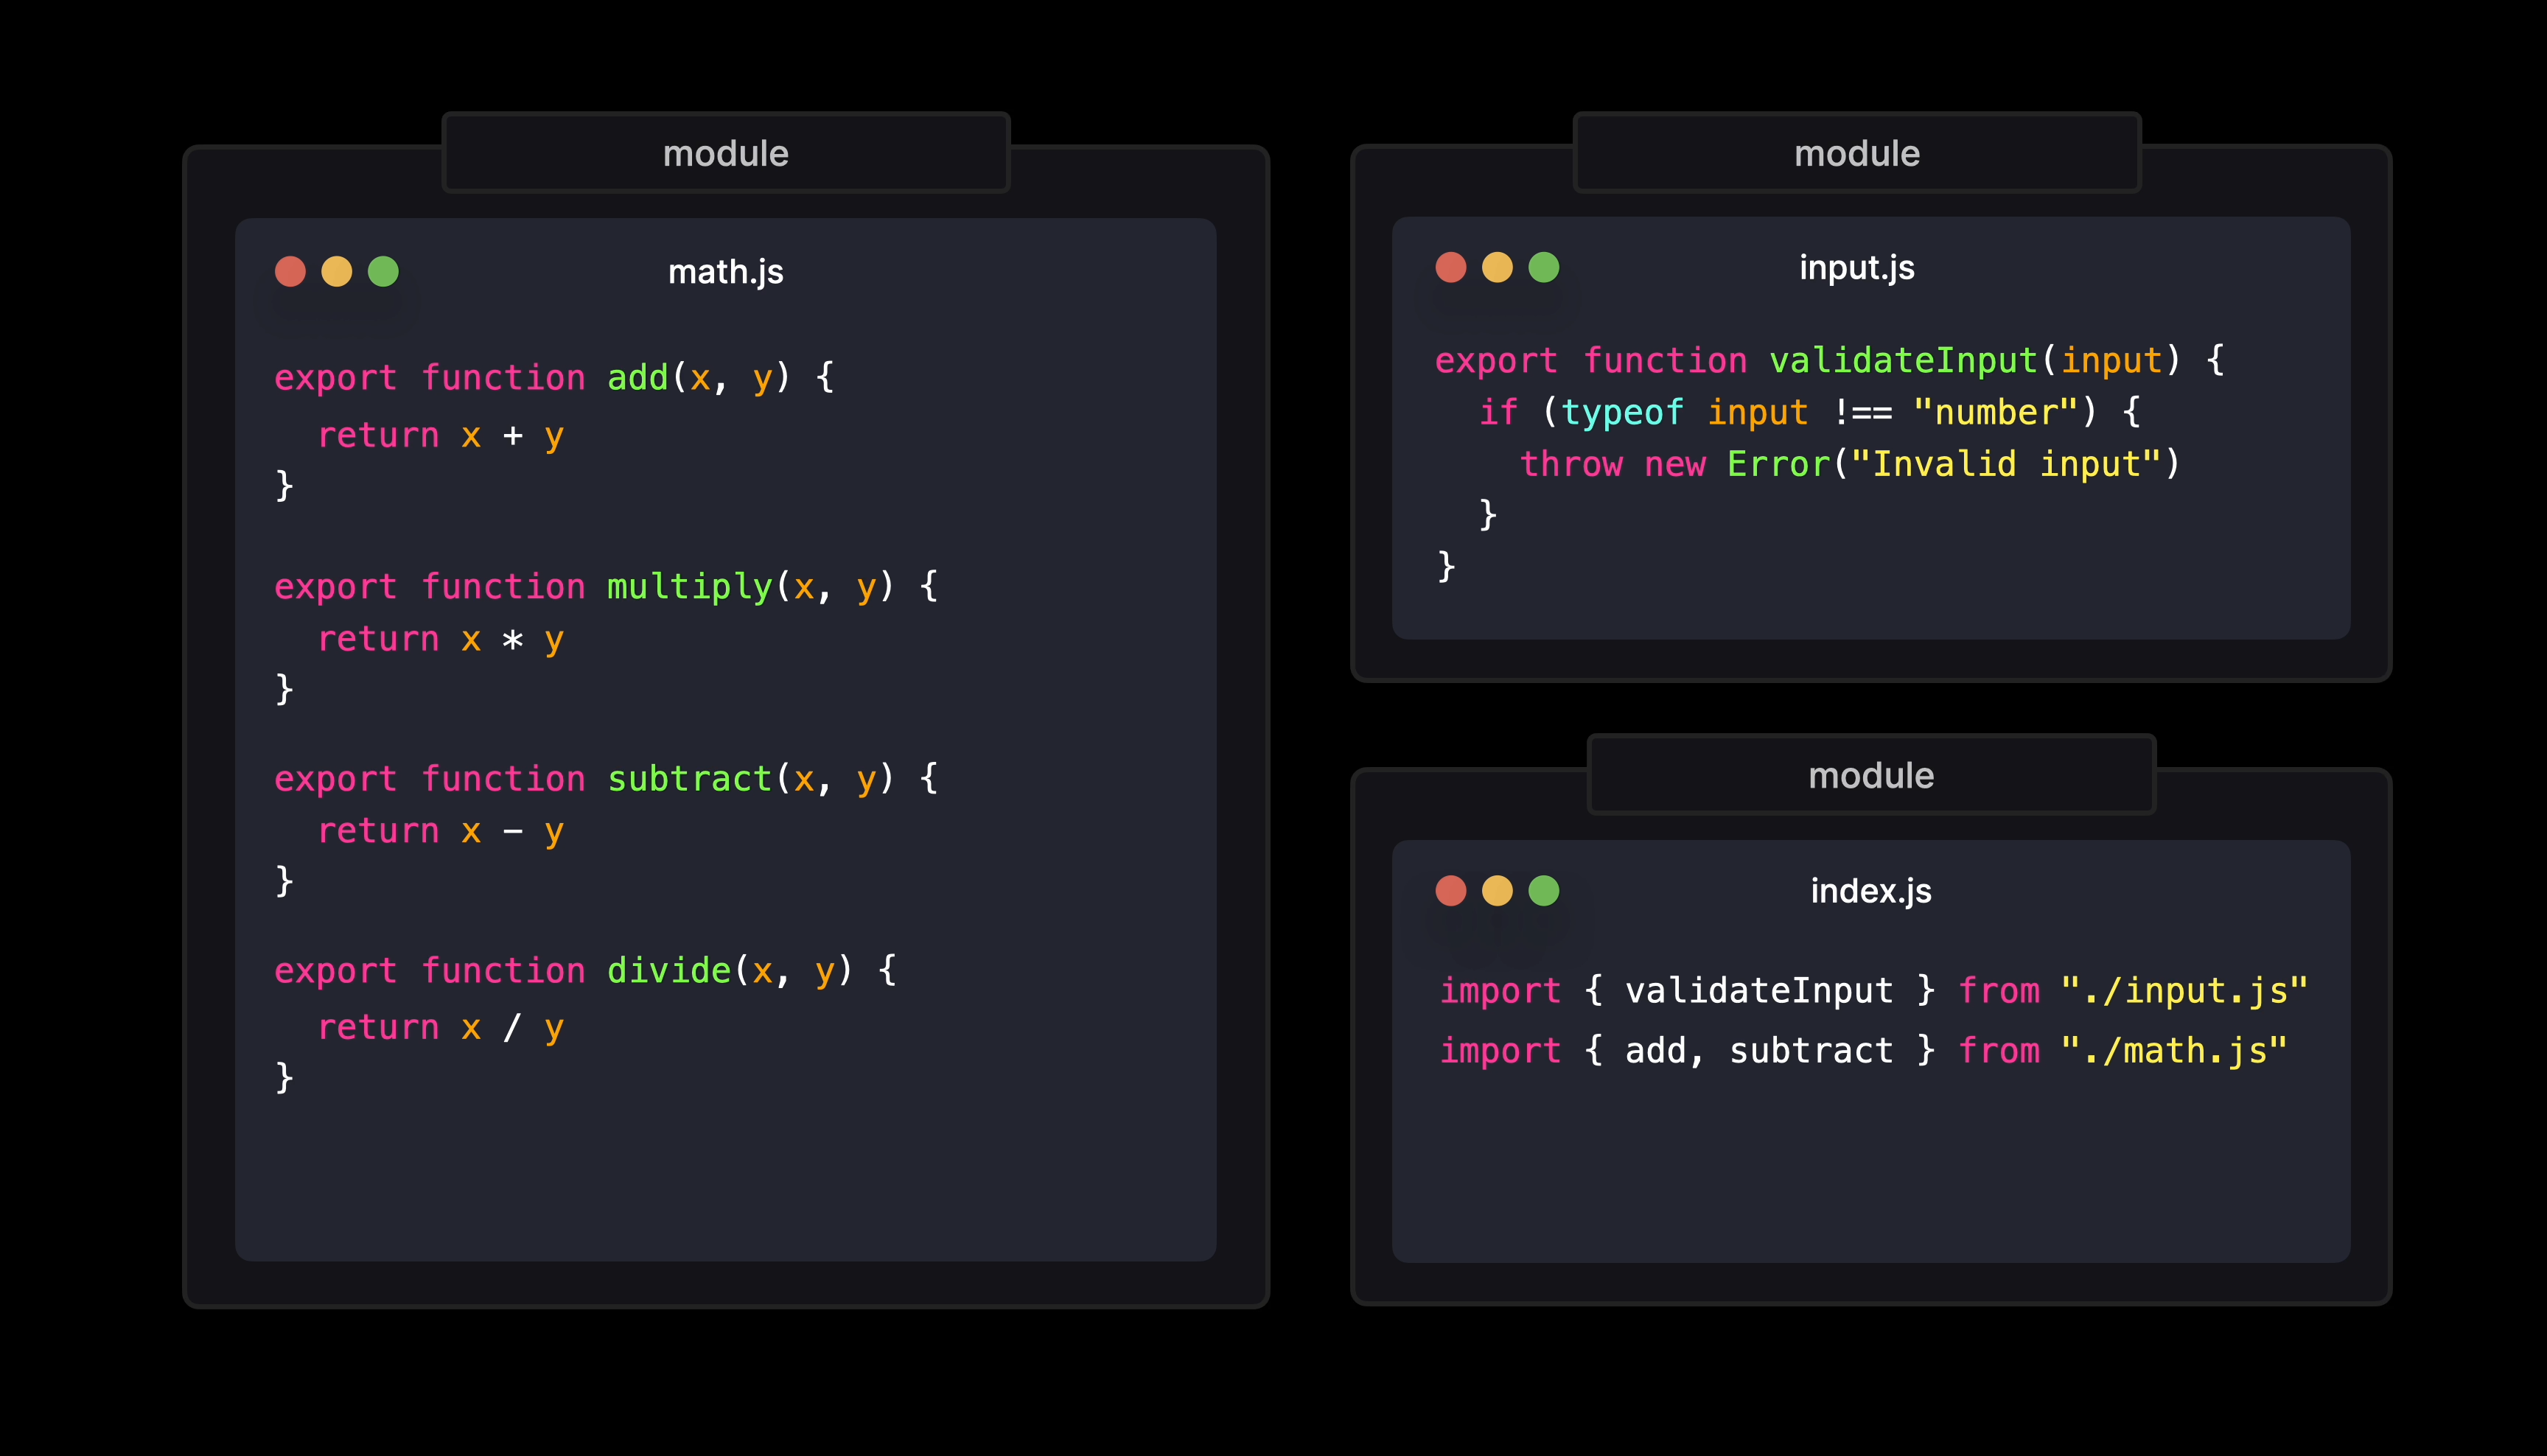 module
math.js
export function add(x, y) {
  return x + y
}
export function multiply(x, y) {
  return x * y
}
export function subtract(x, y) {
  return x - y
}
export function divide(x, y) {
  return x / y
}
module
input.js
export function validateInput(input) {
  if (typeof input !== "number") {
    throw new Error("Invalid input")
  }
}
module
index.js
import { validateInput } from "./input.js"
import { add, subtract } from "./math.js"